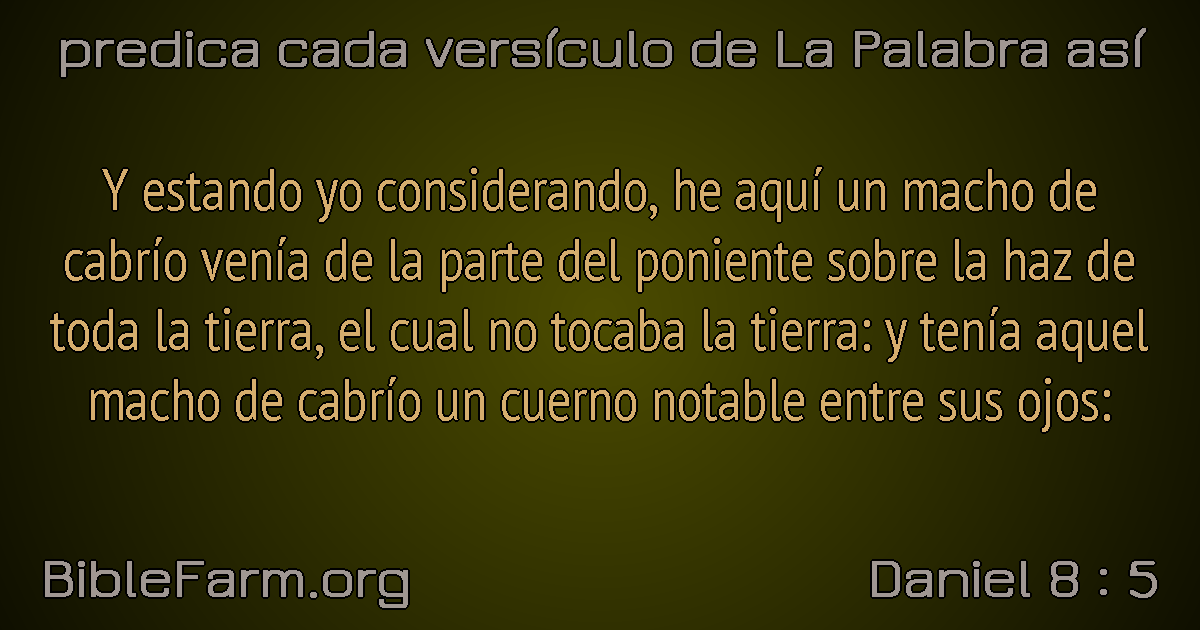 predica cada versículo de La Palabra así
Y estando yo considerando, he aquí un macho de
cabrío venía de la parte del poniente sobre la haz de
toda la tierra, el cual no tocaba la tierra: y tenía aquel
macho de cabrío un cuerno notable entre sus ojos:
BibleFarm.org
Daniel 8 : 5